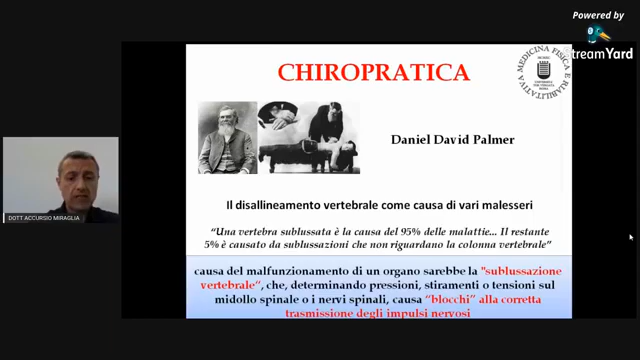 Powered by
StreamYard
CHIROPRATICA
MEDICINA FISICA E RIABILITATIVA
Daniel David Palmer
Il disallineamento vertebrale come causa di vari malesseri
“Una vertebra sublussata è la causa del 95% delle malattie... Il restante
5% è causato da sublussazioni che non riguardano la colonna vertebrale”
DOTT ACCURSIO MIRAGLIA
causa del malfunzionamento di un organo sarebbe la "sublussazione
vertebrale”, che, determinando pressioni, stiramenti o tensioni sul
midollo spinale o i nervi spinali, causa “blocchi” alla corretta
trasmissione degli impulsi nervosi